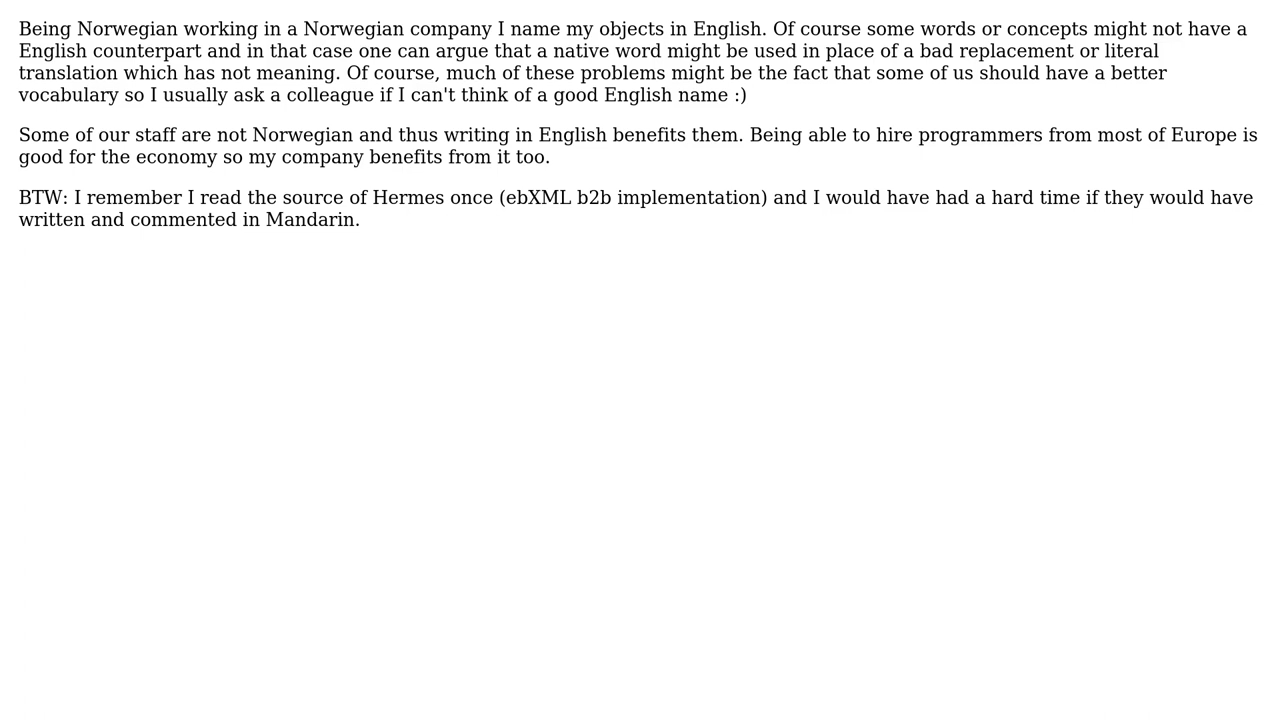 Being Norwegian working in a Norwegian company I name my objects in English. Of course some words or concepts might not have a
English counterpart and in that case one can argue that a native word might be used in place of a bad replacement or literal
translation which has not meaning. Of course, much of these problems might be the fact that some of us should have a better
vocabulary so I usually ask a colleague if I can't think of a good English name :)
Some of our staff are not Norwegian and thus writing in English benefits them. Being able to hire programmers from most of Europe is
good for the economy so my company benefits from it too.
BTW: I remember I read the source of Hermes once (ebXML b2b implementation) and I would have had a hard time if they would have
written and commented in Mandarin.